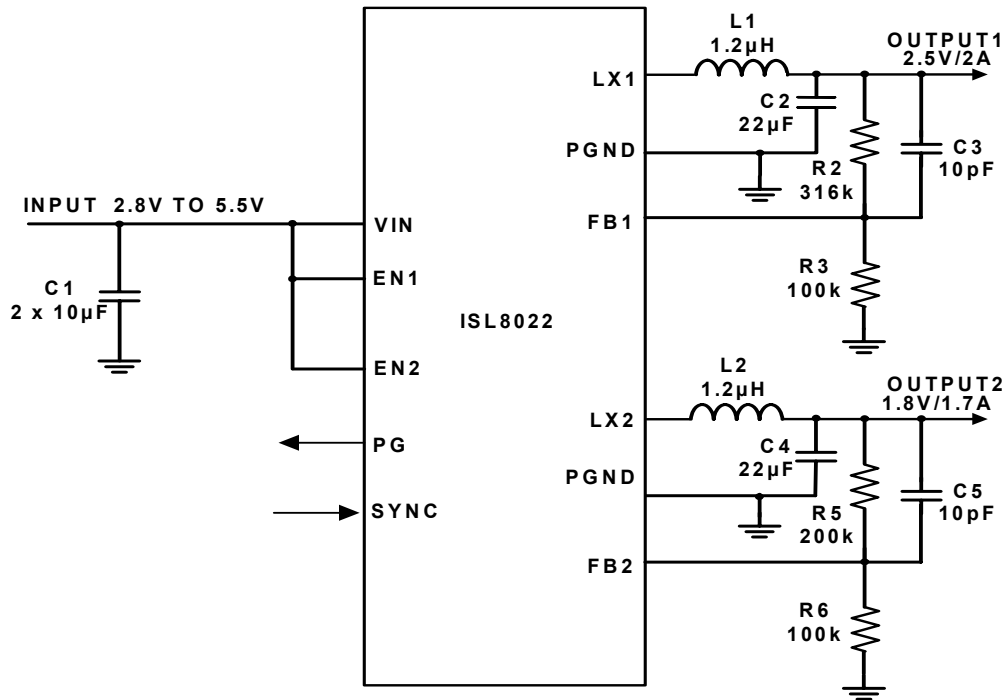 L1
1.2µH
OUTPUT1
2.5V/2A
LX1
C2
22µF
PGND
R2
316k
C3
10pF
INPUT 2.8V TO 5.5V
VIN
FB1
EN1
C1
2 x 10µF
R3
100k
ISL8022
EN2
L2
1.2µH
OUTPUT2
1.8V/1.7A
LX2
PG
C4
22µF
PGND
SYNC
R5
200k
C5
10pF
FB2
R6
100k